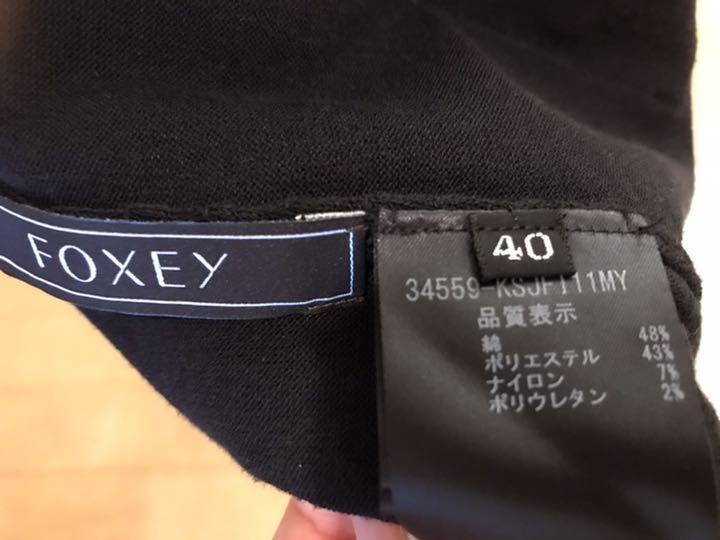 FOXEY
40
34559-KSJFI11MY
品質表示
綿 48%
ポリエステル 43%
ナイロン 7%
ポリウレタン 2%